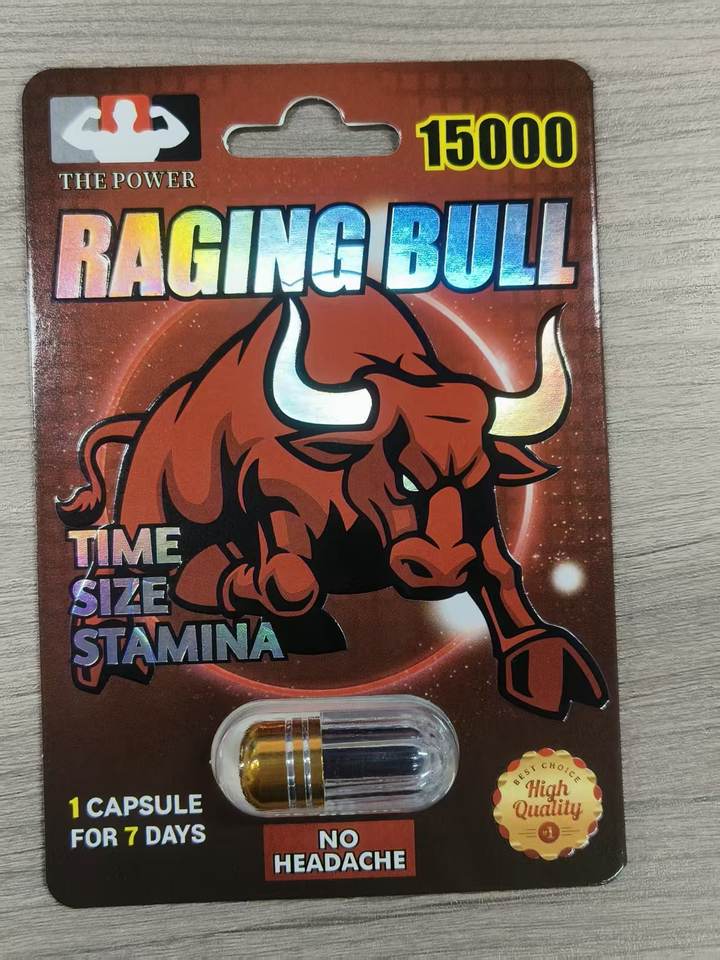 THE POWER
15000
RAGING BULL
TIME
SIZE
STAMINA
1 CAPSULE
FOR 7 DAYS
NO
HEADACHE
BEST CHOICE
High
Quality
№1